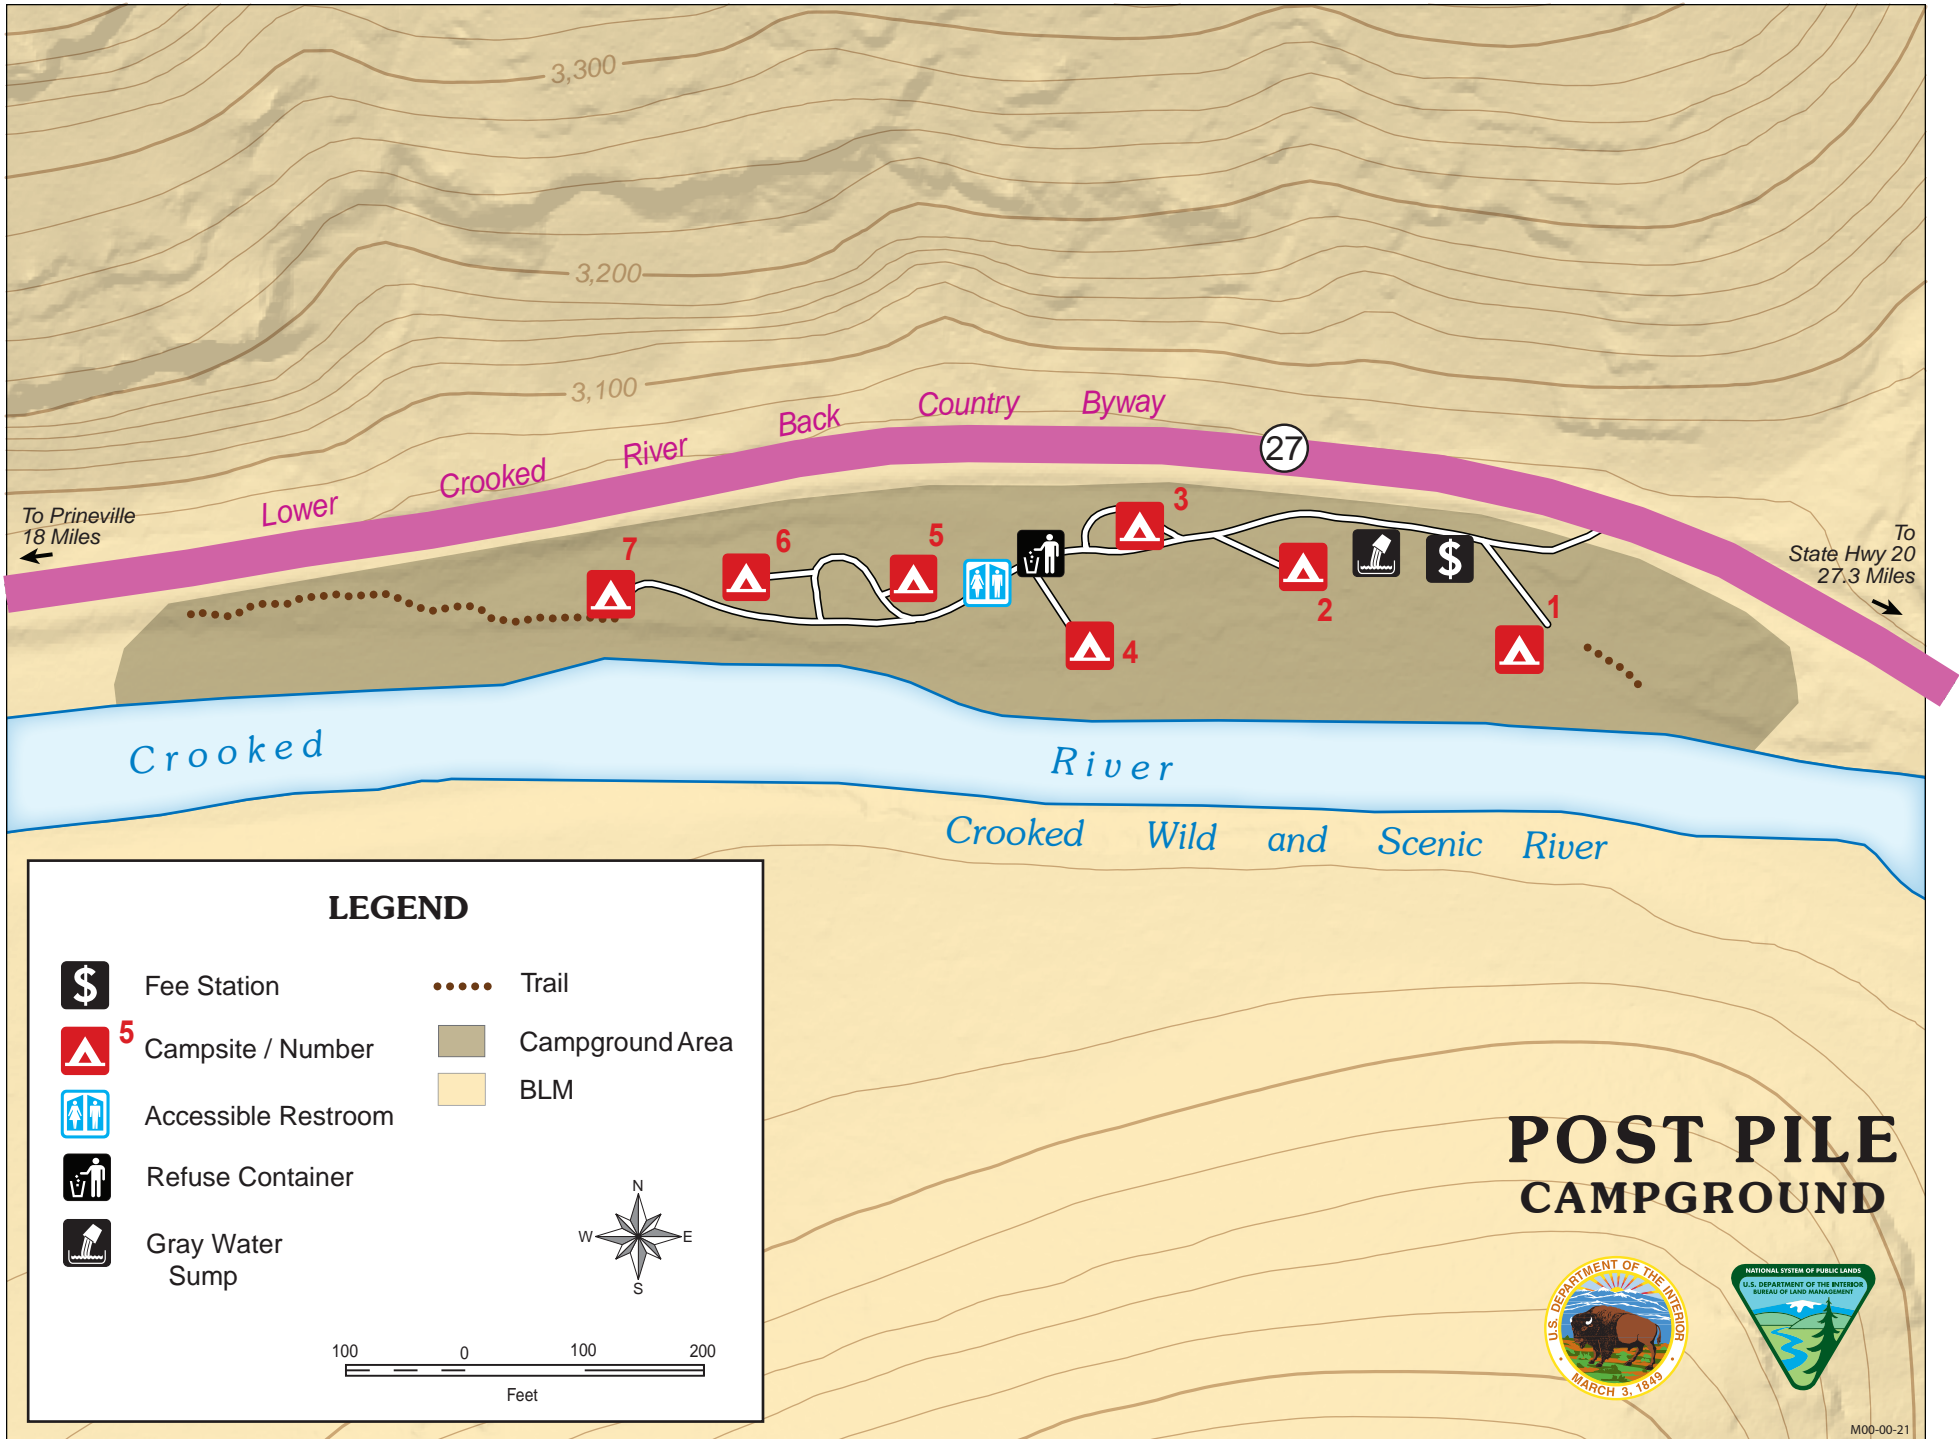 3,300
3,200
3,100
Lower Crooked River Back Country Byway
27
To Prineville
18 Miles
To
State Hwy 20
27.3 Miles
7
6
5
3
2
1
4
Crooked River
Crooked Wild and Scenic River
LEGEND
$ Fee Station
5 Campsite / Number
Accessible Restroom
Refuse Container
Gray Water
Sump
Trail
Campground Area
BLM
N
W E
S
100 0 100 200
Feet
POST PILE
CAMPGROUND
U.S. DEPARTMENT OF THE INTERIOR
MARCH 3, 1849
NATIONAL SYSTEM OF PUBLIC LANDS
U.S. DEPARTMENT OF THE INTERIOR
BUREAU OF LAND MANAGEMENT
M00-00-21
$